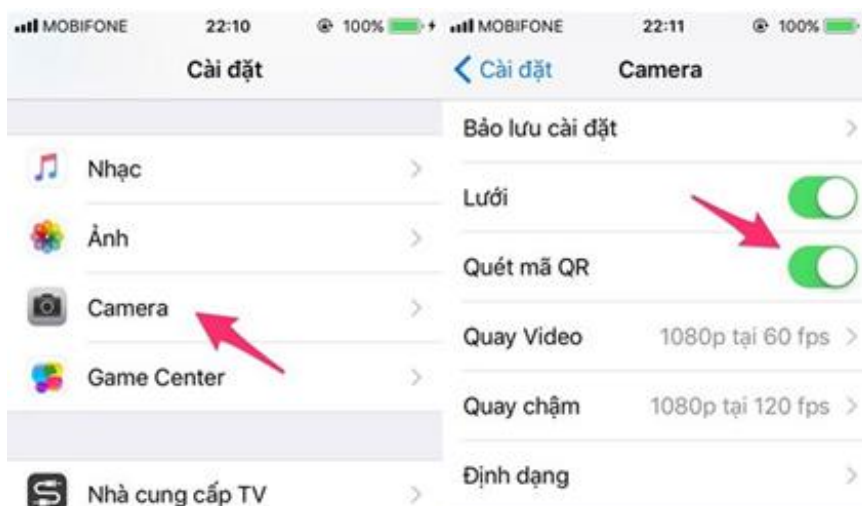 MOBIFONE 22:10 100%
Cài đặt
Nhạc
Ảnh
Camera
Game Center
Nhà cung cấp TV
MOBIFONE 22:11 100%
Cài đặt Camera
Bảo lưu cài đặt
Lưới
Quét mã QR
Quay Video 1080p tại 60 fps
Quay chậm 1080p tại 120 fps
Định dạng